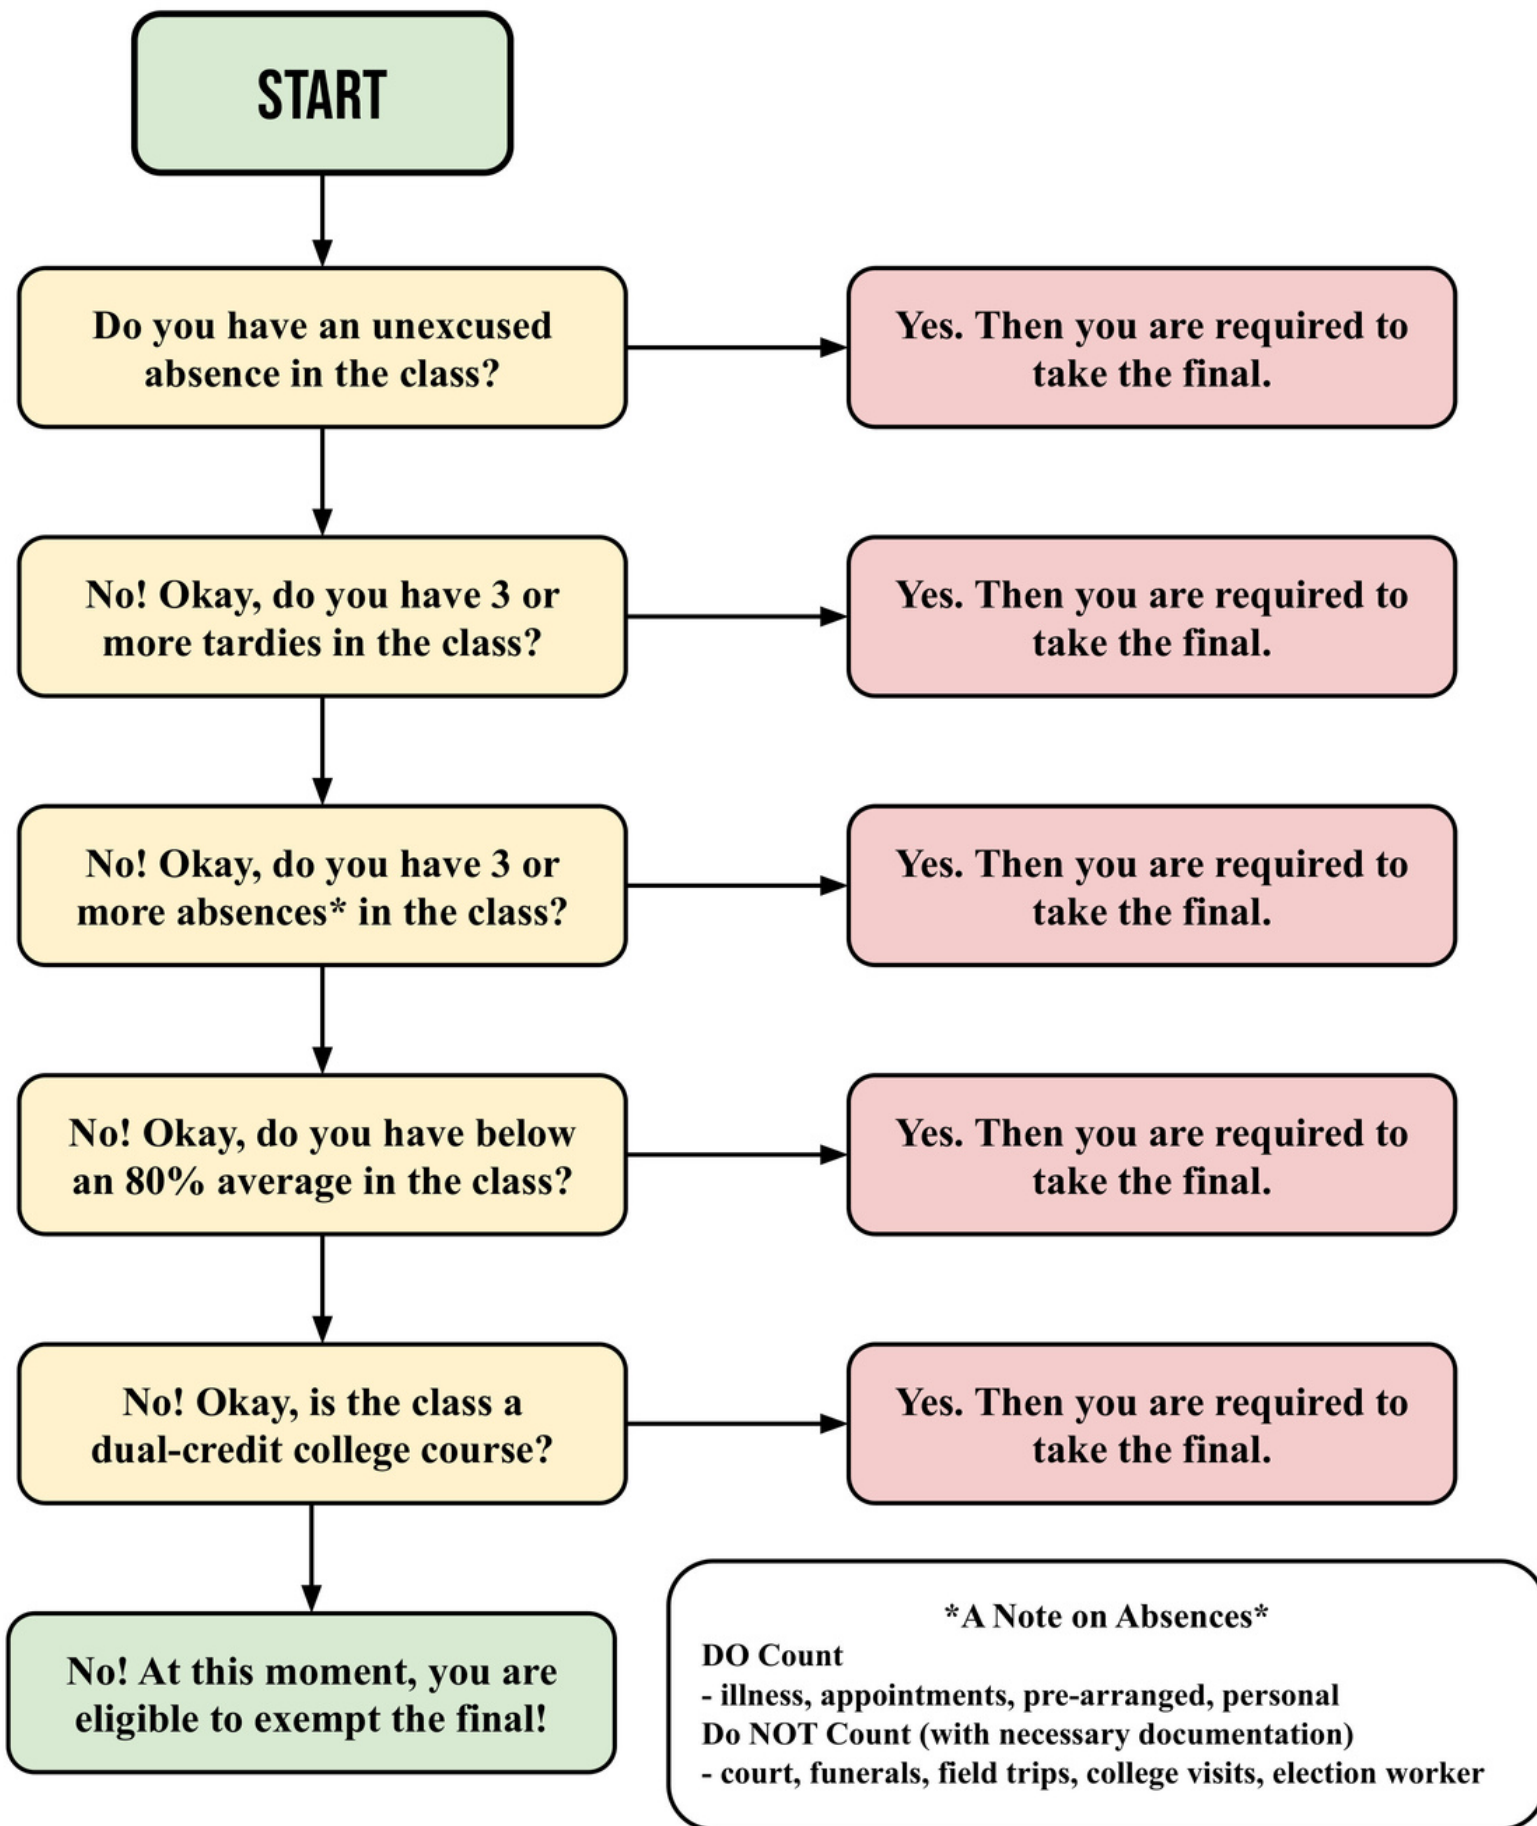 START
Do you have an unexcused
absence in the class?
Yes. Then you are required to
take the final.
No! Okay, do you have 3 or
more tardies in the class?
Yes. Then you are required to
take the final.
No! Okay, do you have 3 or
more absences* in the class?
Yes. Then you are required to
take the final.
No! Okay, do you have below
an 80% average in the class?
Yes. Then you are required to
take the final.
No! Okay, is the class a
dual-credit college course?
Yes. Then you are required to
take the final.
No! At this moment, you are
eligible to exempt the final!
*A Note on Absences*
DO Count
- illness, appointments, pre-arranged, personal
Do NOT Count (with necessary documentation)
- court, funerals, field trips, college visits, election worker